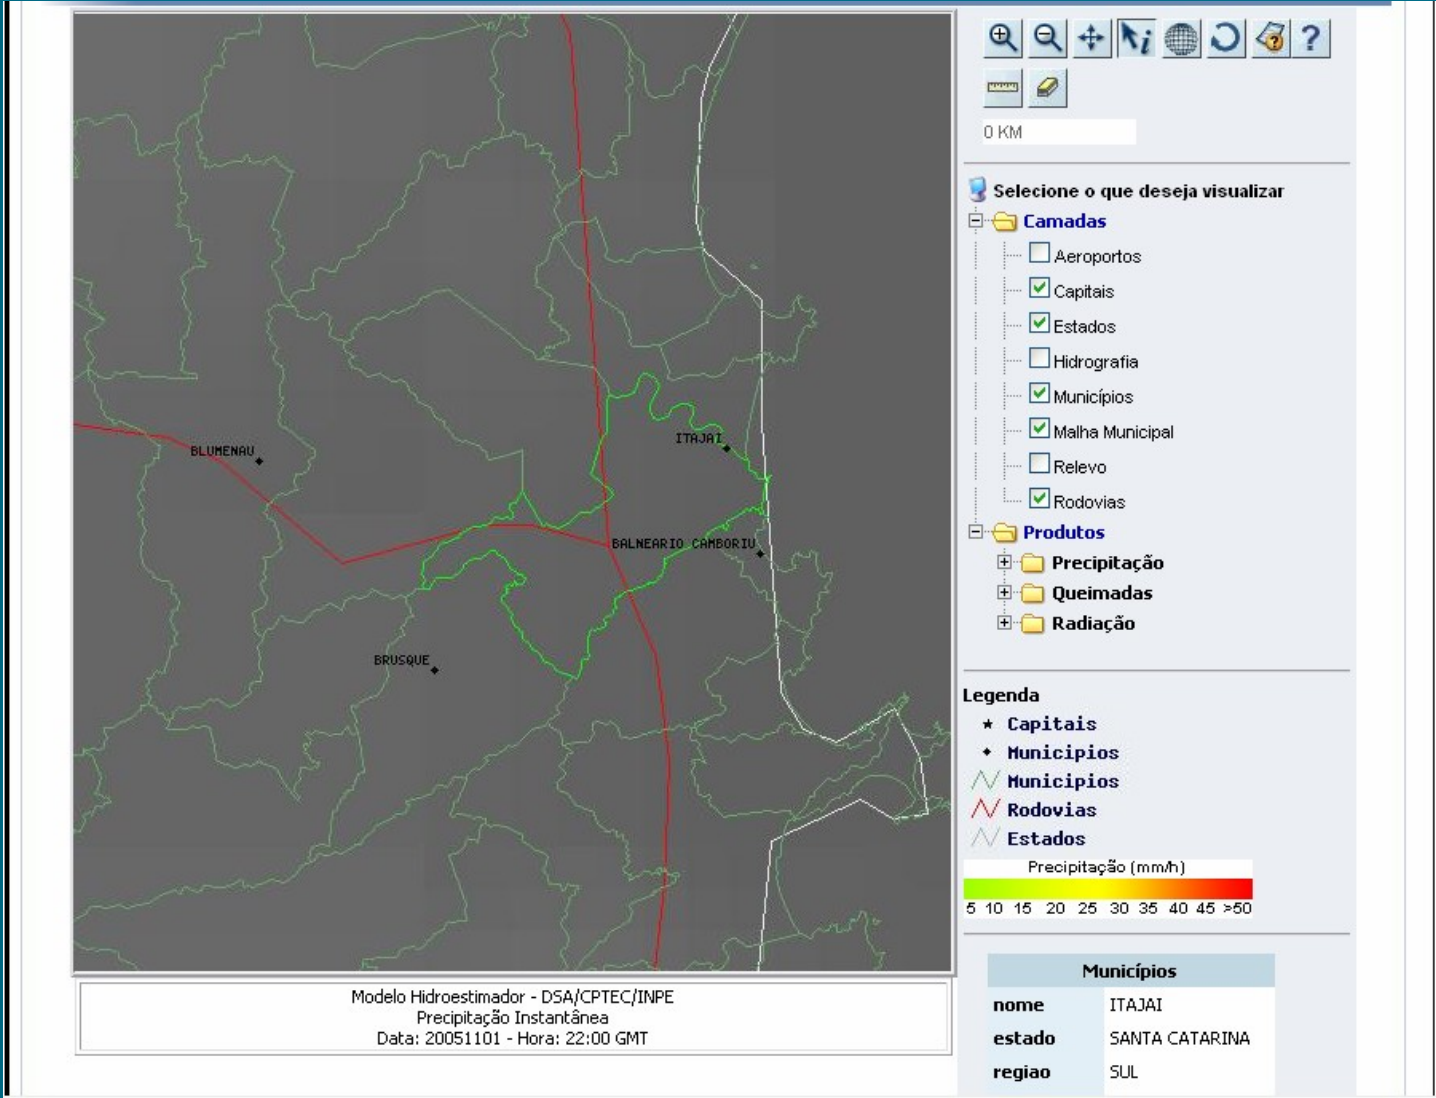 0 KM
Selecione o que deseja visualizar
Camadas
Aeroportos
Capitais
Estados
Hidrografia
Municípios
Malha Municipal
Relevo
Rodovias
Produtos
Precipitação
Queimadas
Radiação
ITAJAI
BLUMENAU
BALNEARIO CAMBORIU
BRUSQUE
Legenda
Capitais
Municipios
Municipios
Rodovias
Estados
Precipitação (mm/h)
5 10 15 20 25 30 35 40 45 >50
Modelo Hidroestimador - DSA/CPTEC/INPE
Precipitação Instantânea
Data: 20051101 - Hora: 22:00 GMT
Municípios
nome ITAJAI
estado SANTA CATARINA
regiao SUL